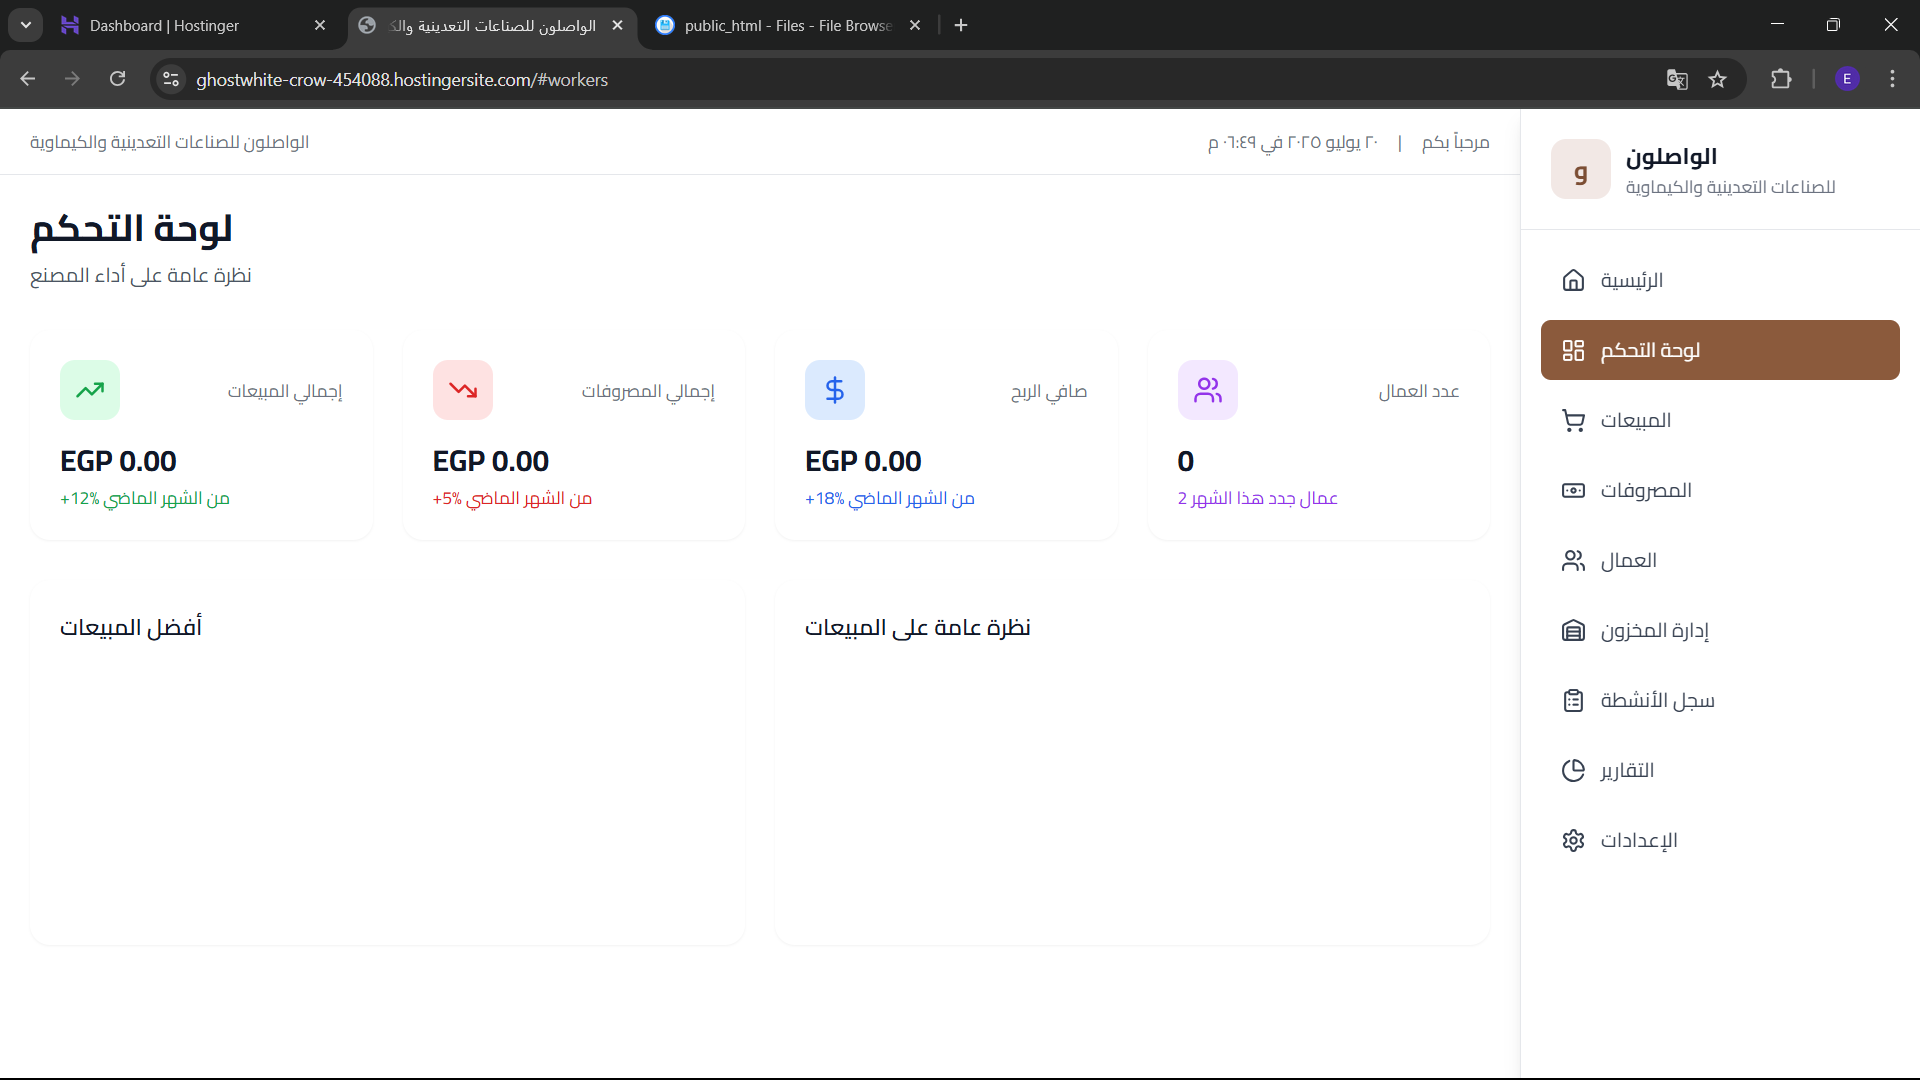 Dashboard | Hostinger
الواصلون للصناعات التعدينية والك
public_html - Files - File Browse
ghostwhite-crow-454088.hostingersite.com/#workers
E
الواصلون للصناعات التعدينية والكيماوية
مرحباً بكم | ٢٠ يوليو ٢٠٢٥ في ٠٦:٤٩ م
و
الواصلون
للصناعات التعدينية والكيماوية
لوحة التحكم
نظرة عامة على أداء المصنع
إجمالي المبيعات
EGP 0.00
+12% من الشهر الماضي
إجمالي المصروفات
EGP 0.00
+5% من الشهر الماضي
صافي الربح
EGP 0.00
+18% من الشهر الماضي
عدد العمال
0
2 عمال جدد هذا الشهر
أفضل المبيعات
نظرة عامة على المبيعات
الرئيسية
لوحة التحكم
المبيعات
المصروفات
العمال
إدارة المخزون
سجل الأنشطة
التقارير
الإعدادات